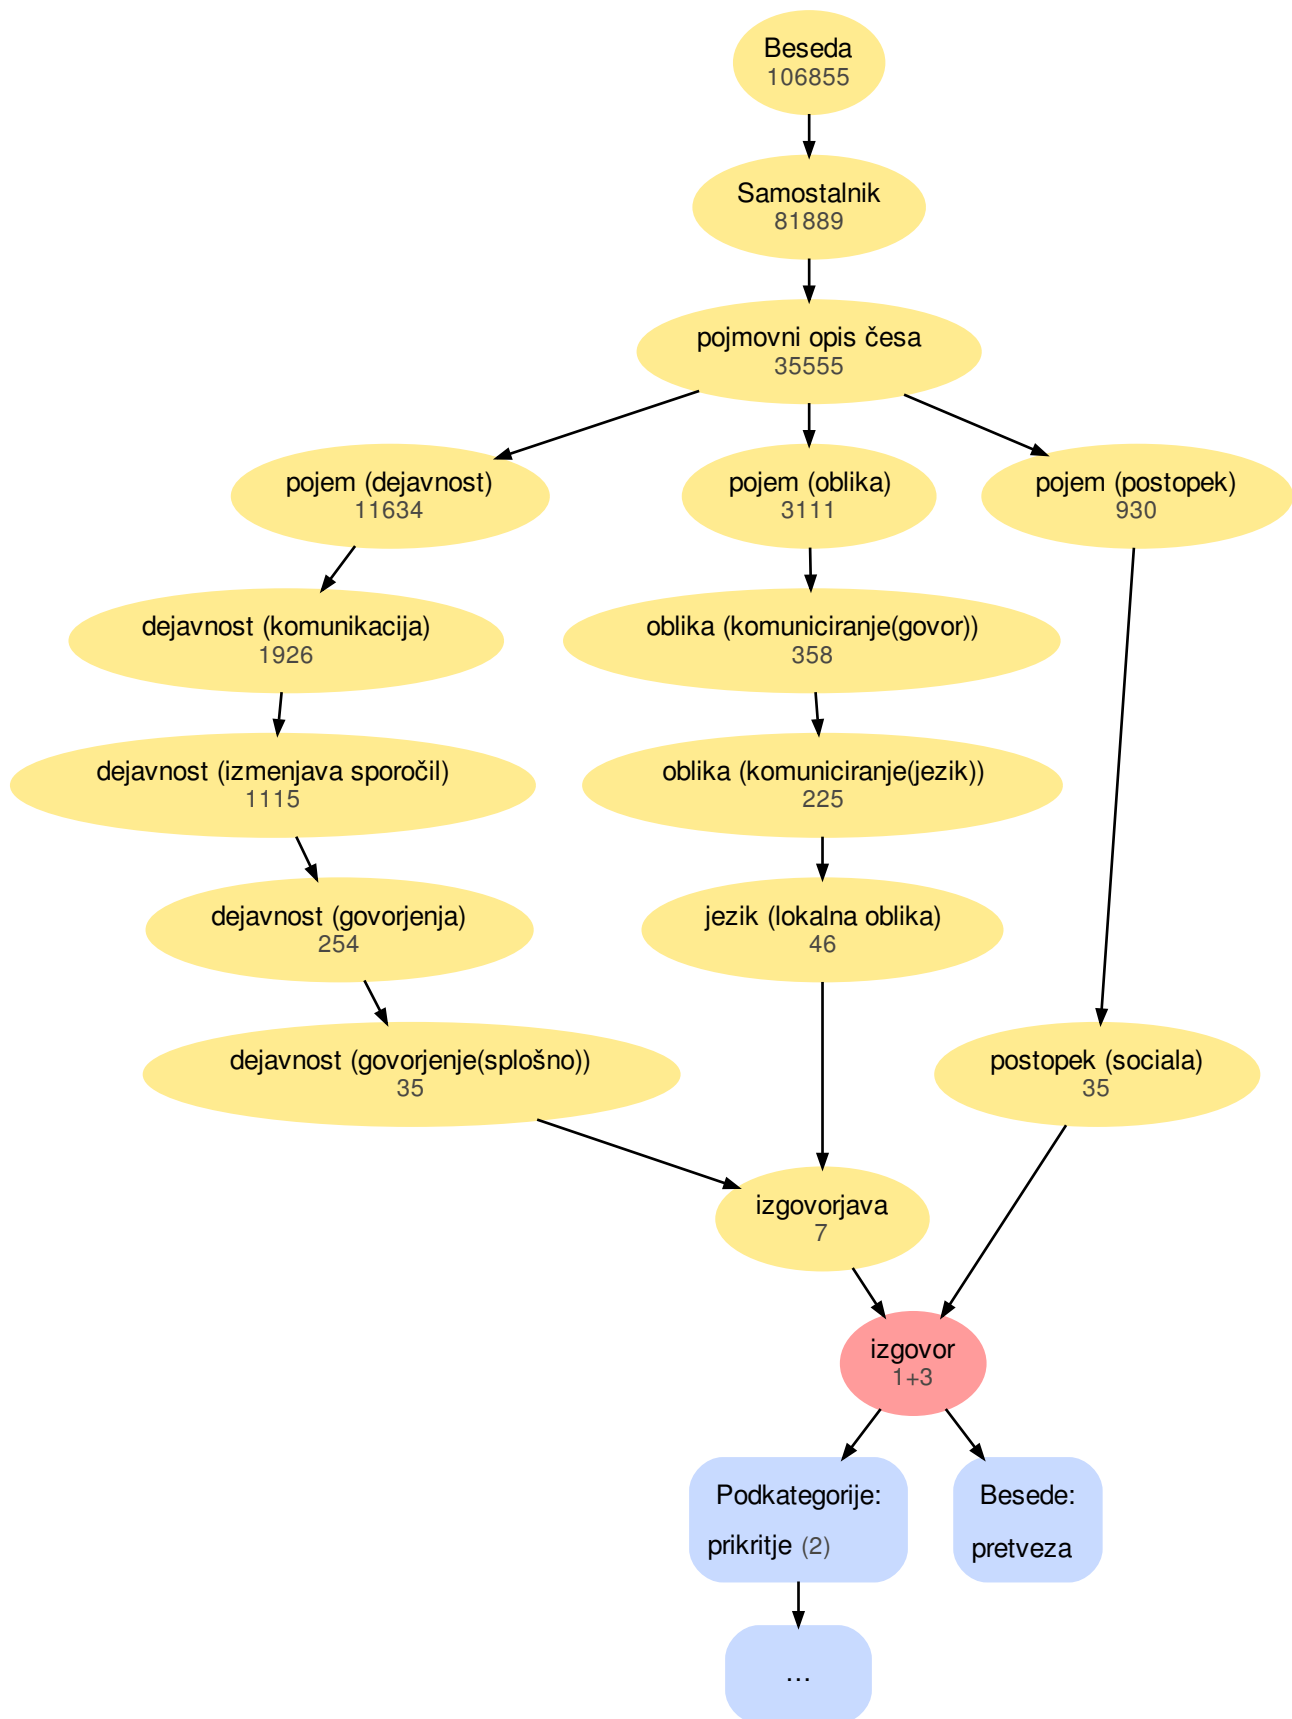 Beseda
106855
Samostalnik
81889
pojmovni opis česa
35555
pojem (dejavnost)
11634
pojem (oblika)
3111
pojem (postopek)
930
dejavnost (komunikacija)
1926
oblika (komuniciranje(govor))
358
dejavnost (izmenjava sporočil)
1115
oblika (komuniciranje(jezik))
225
dejavnost (govorjenja)
254
jezik (lokalna oblika)
46
dejavnost (govorjenje(splošno))
35
postopek (sociala)
35
izgovorjava
7
izgovor
1+3
Podkategorije:
prikritje (2)
Besede:
pretveza
...